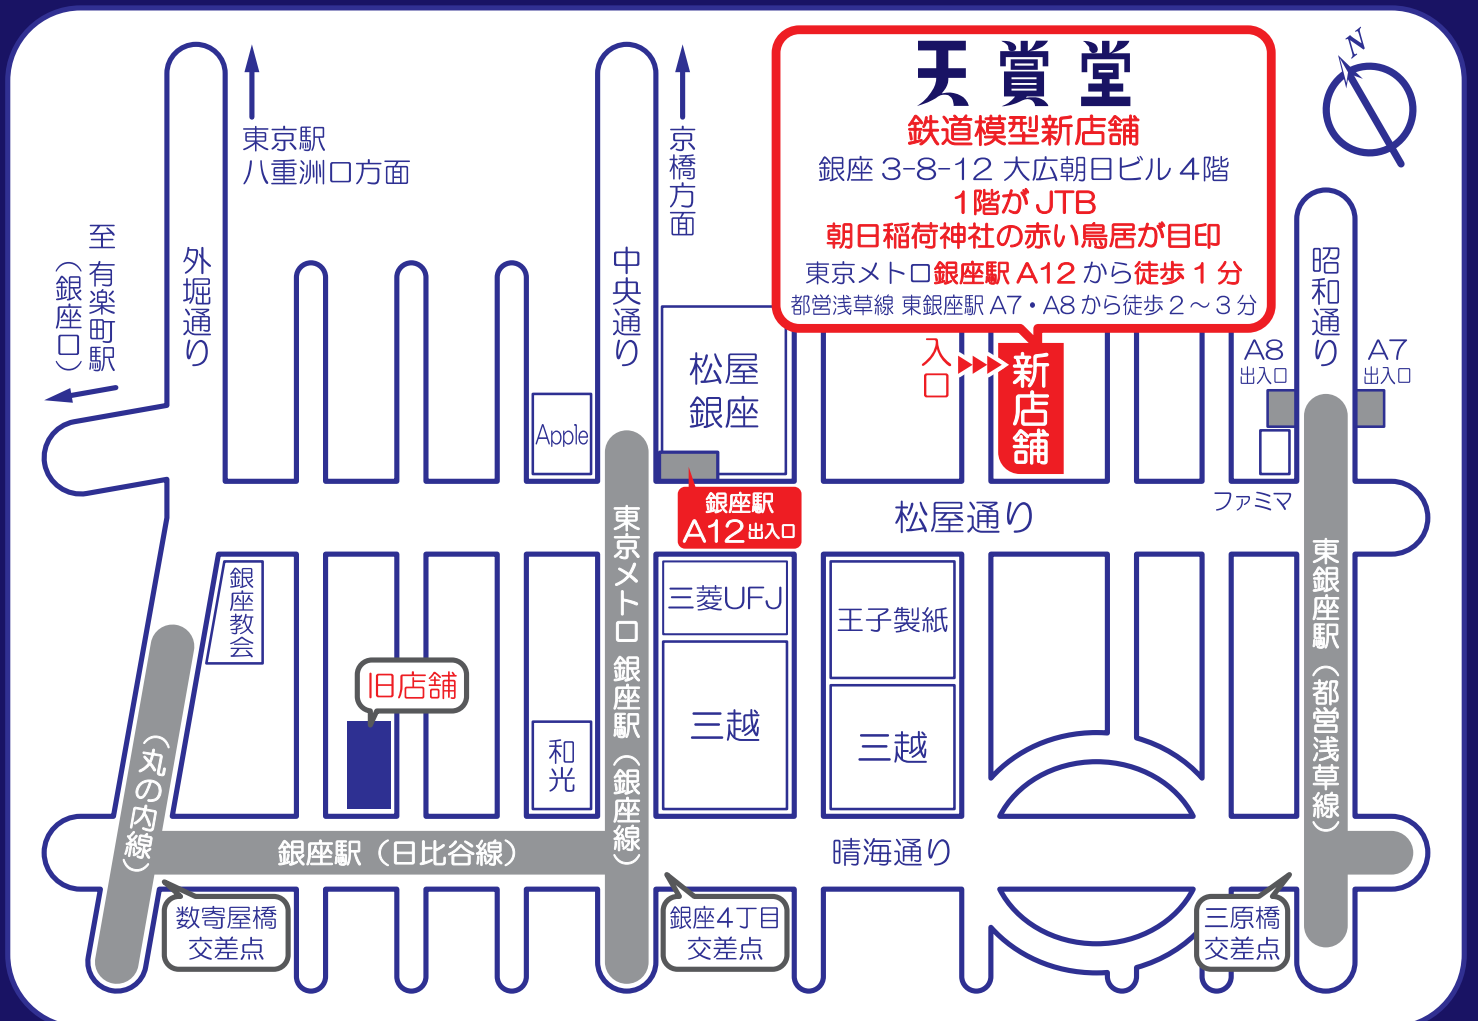 天賞堂
鉄道模型新店舗
銀座 3-8-12 大広朝日ビル 4階
1階が JTB
朝日稲荷神社の赤い鳥居が目印
東京メトロ銀座駅 A12 から徒歩 1 分
都営浅草線 東銀座駅 A7・A8 から徒歩 2～3 分
N
東京駅
八重洲口方面
京橋方面
至 有楽町駅
（銀座口）
外堀通り
中央通り
昭和通り
A8
出入口
A7
出入口
入口
新店舗
松屋
銀座
Apple
銀座駅
A12 出入口
松屋通り
ファミマ
銀座教会
東京メトロ 銀座駅（銀座線）
三菱UFJ
王子製紙
東銀座駅（都営浅草線）
旧店舗
三越
三越
和光
（丸の内線）
銀座駅（日比谷線）
晴海通り
数寄屋橋
交差点
銀座4丁目
交差点
三原橋
交差点